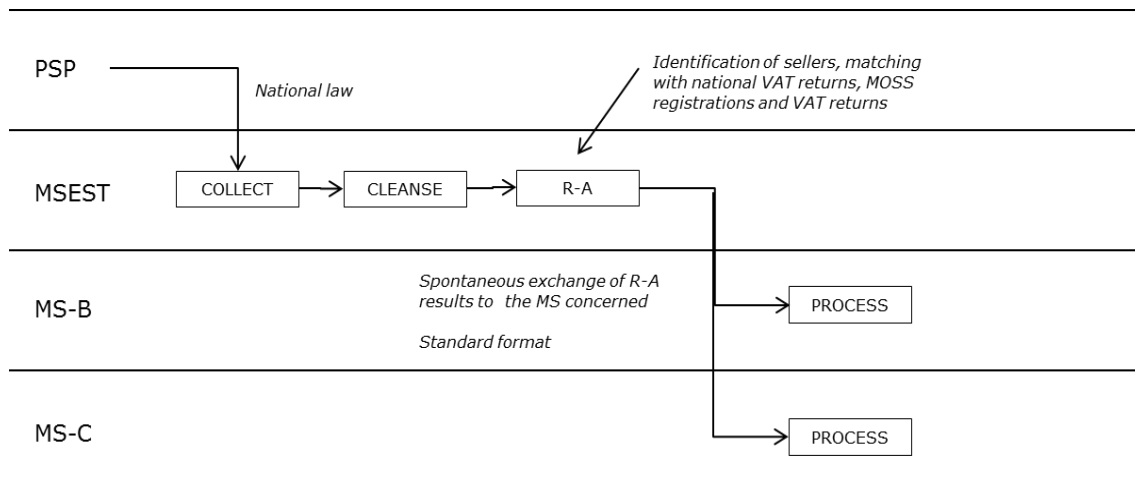 PSP
National law
Identification of sellers, matching
with national VAT returns, MOSS
registrations and VAT returns
MSEST
COLLECT
CLEANSE
R-A
MS-B
Spontaneous exchange of R-A
results to the MS concerned
Standard format
PROCESS
MS-C
PROCESS